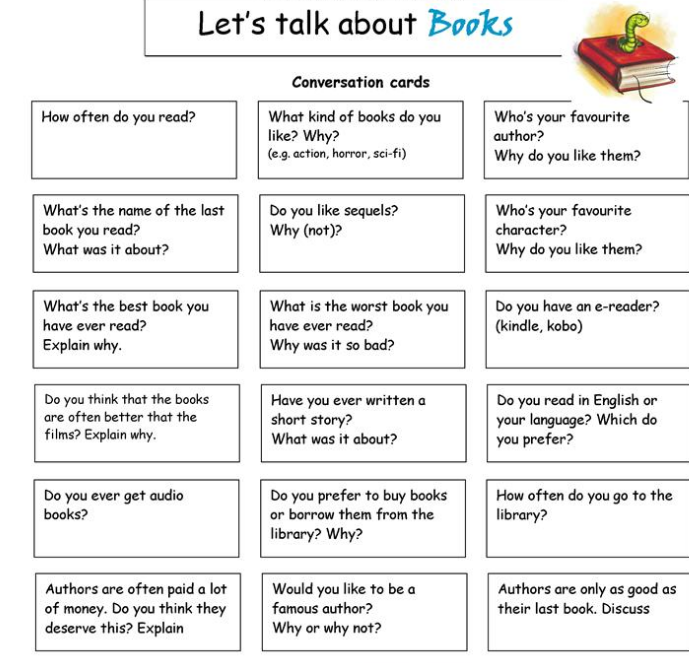 Let's talk about Books
Conversation cards
How often do you read?
What kind of books do you
like? Why?
(e.g. action, horror, sci-fi)
Who's your favourite
author?
Why do you like them?
What's the name of the last
book you read?
What was it about?
Do you like sequels?
Why (not)?
Who's your favourite
character?
Why do you like them?
What's the best book you
have ever read?
Explain why.
What is the worst book you
have ever read?
Why was it so bad?
Do you have an e-reader?
(kindle, kobo)
Do you think that the books
are often better that the
films? Explain why.
Have you ever written a
short story?
What was it about?
Do you read in English or
your language? Which do
you prefer?
Do you ever get audio
books?
Do you prefer to buy books
or borrow them from the
library? Why?
How often do you go to the
library?
Authors are often paid a lot
of money. Do you think they
deserve this? Explain
Would you like to be a
famous author?
Why or why not?
Authors are only as good as
their last book. Discuss